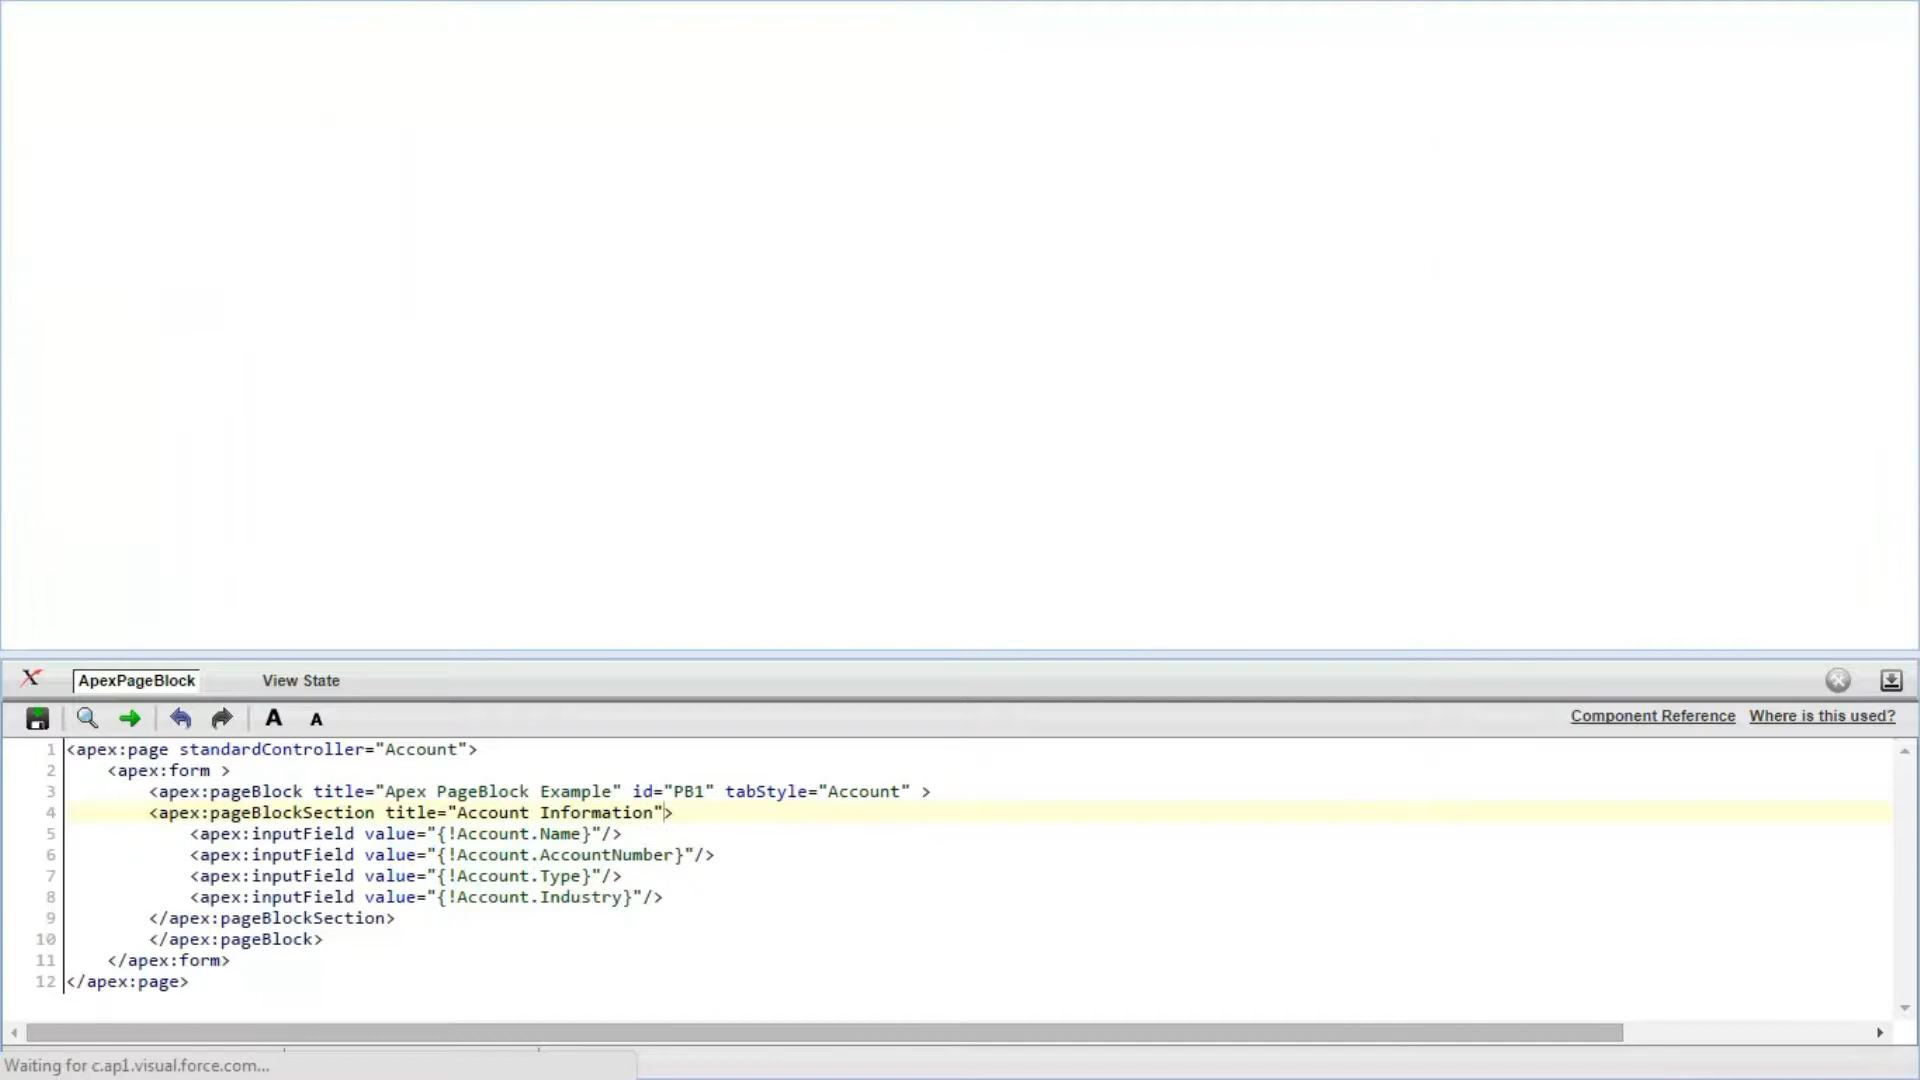 ApexPageBlock View State
A A Component Reference Where is this used?
1 <apex:page standardController="Account">
2 <apex:form >
3 <apex:pageBlock title="Apex PageBlock Example" id="PB1" tabStyle="Account" >
4 <apex:pageBlockSection title="Account Information">
5 <apex:inputField value="{!Account.Name}"/>
6 <apex:inputField value="{!Account.AccountNumber}"/>
7 <apex:inputField value="{!Account.Type}"/>
8 <apex:inputField value="{!Account.Industry}"/>
9 </apex:pageBlockSection>
10 </apex:pageBlock>
11 </apex:form>
12 </apex:page>
Waiting for c.ap1.visual.force.com...